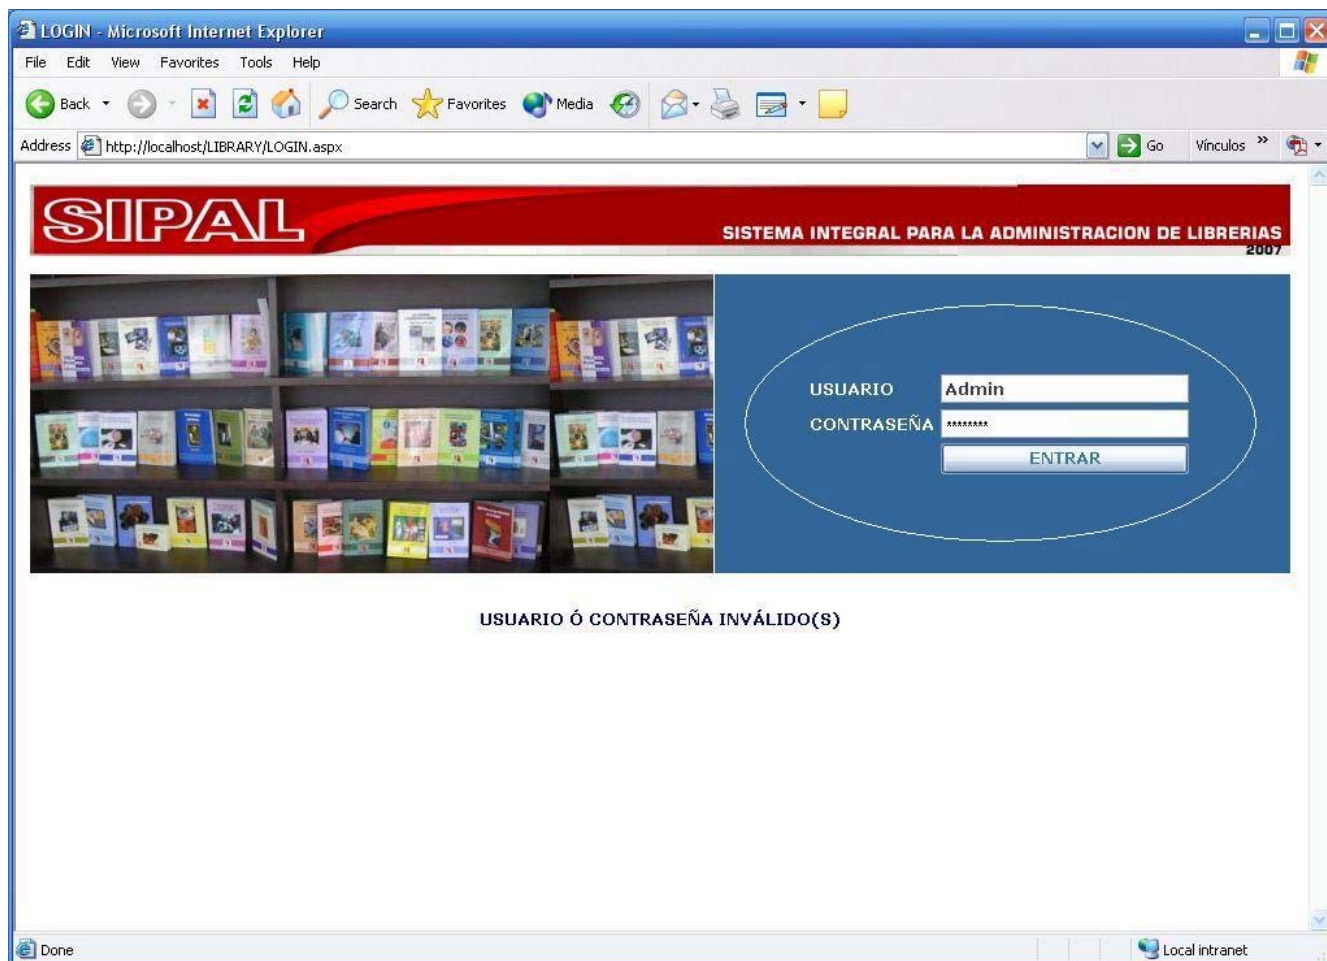 LOGIN - Microsoft Internet Explorer
File Edit View Favorites Tools Help
Back Search Favorites Media
Address http://localhost/LIBRARY/LOGIN.aspx Go Vínculos »
SIPAL
SISTEMA INTEGRAL PARA LA ADMINISTRACION DE LIBRERIAS
2007
USUARIO Admin
CONTRASEÑA ********
ENTRAR
USUARIO Ó CONTRASEÑA INVÁLIDO(S)
Done Local intranet